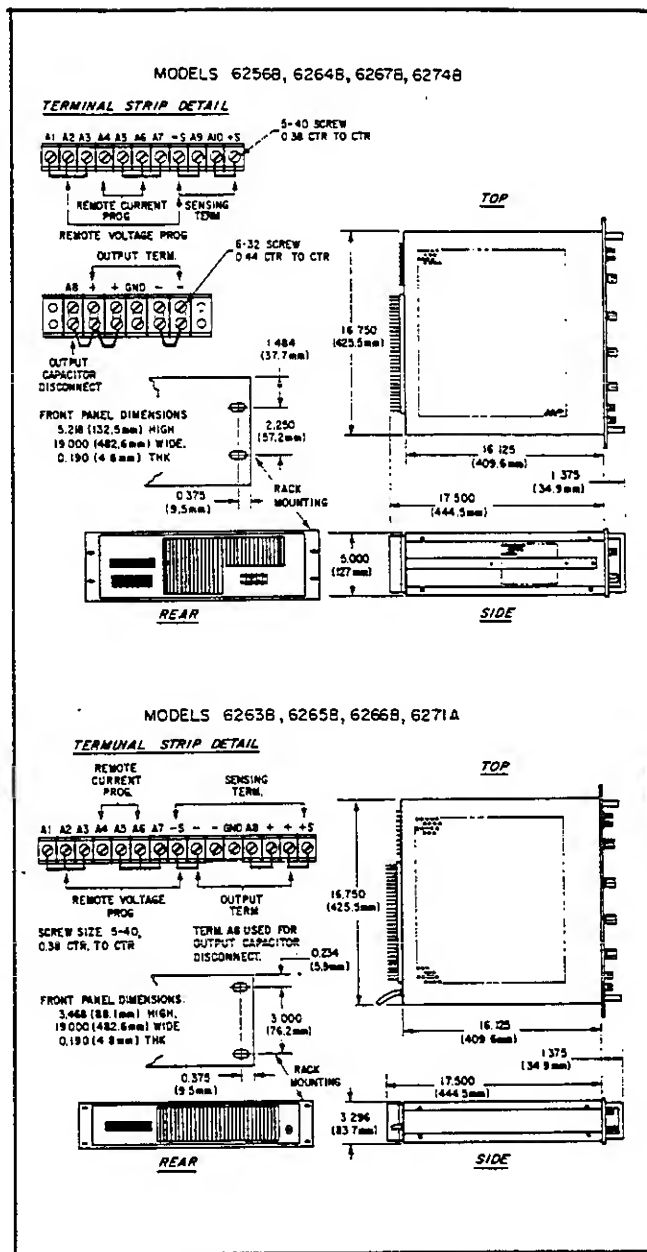 MODELS 6256B, 6264B, 6267B, 6274B
TERMINAL STRIP DETAIL
A1 A2 A3 A4 A5 A6 A7 -S A9 A10 +S
5-40 SCREW
0.38 CTR TO CTR
REMOTE CURRENT
PROG
SENSING
TERM
REMOTE VOLTAGE PROG
OUTPUT TERM.
6-32 SCREW
0.44 CTR TO CTR
A8 + + GND - -
OUTPUT
CAPACITOR
DISCONNECT
1.484
(37.7mm)
FRONT PANEL DIMENSIONS
5.218 (132,5mm) HIGH
19.000 (482,6mm) WIDE.
0.190 (4 8mm) THK
2.250
(57.2mm)
0.375
(9,5mm)
RACK
MOUNTING
REAR
TOP
16.750
(425.5mm)
16.125
(409.6mm)
1.375
(34.9mm)
17.500
(444.5mm)
5.000
(127mm)
SIDE
MODELS 6263B, 6265B, 6266B, 6271A
TERMINAL STRIP DETAIL
REMOTE
CURRENT
PROG.
SENSING
TERM.
A1 A2 A3 A4 A5 A6 A7 -S - - GND A8 + + +S
REMOTE VOLTAGE
PROG
OUTPUT
TERM
SCREW SIZE 5-40,
0.38 CTR. TO CTR
TERM. A8 USED FOR
OUTPUT CAPACITOR
DISCONNECT.
0.234
(5.9mm)
FRONT PANEL DIMENSIONS:
3.468 (88.1mm) HIGH,
19.000 (482.6mm) WIDE
0.190 (4 8mm) THK
3.000
(76.2mm)
0.375
(9.5mm)
RACK
MOUNTING
REAR
TOP
16.750
(425.5mm)
16.125
(409 6mm)
1.375
(34 9mm)
17.500
(444.5mm)
3.296
(83.7mm)
SIDE